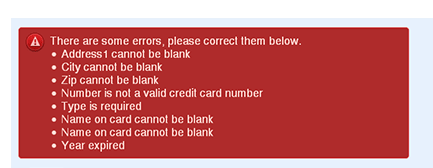 There are some errors, please correct them below.
• Address1 cannot be blank
• City cannot be blank
• Zip cannot be blank
• Number is not a valid credit card number
• Type is required
• Name on card cannot be blank
• Name on card cannot be blank
• Year expired